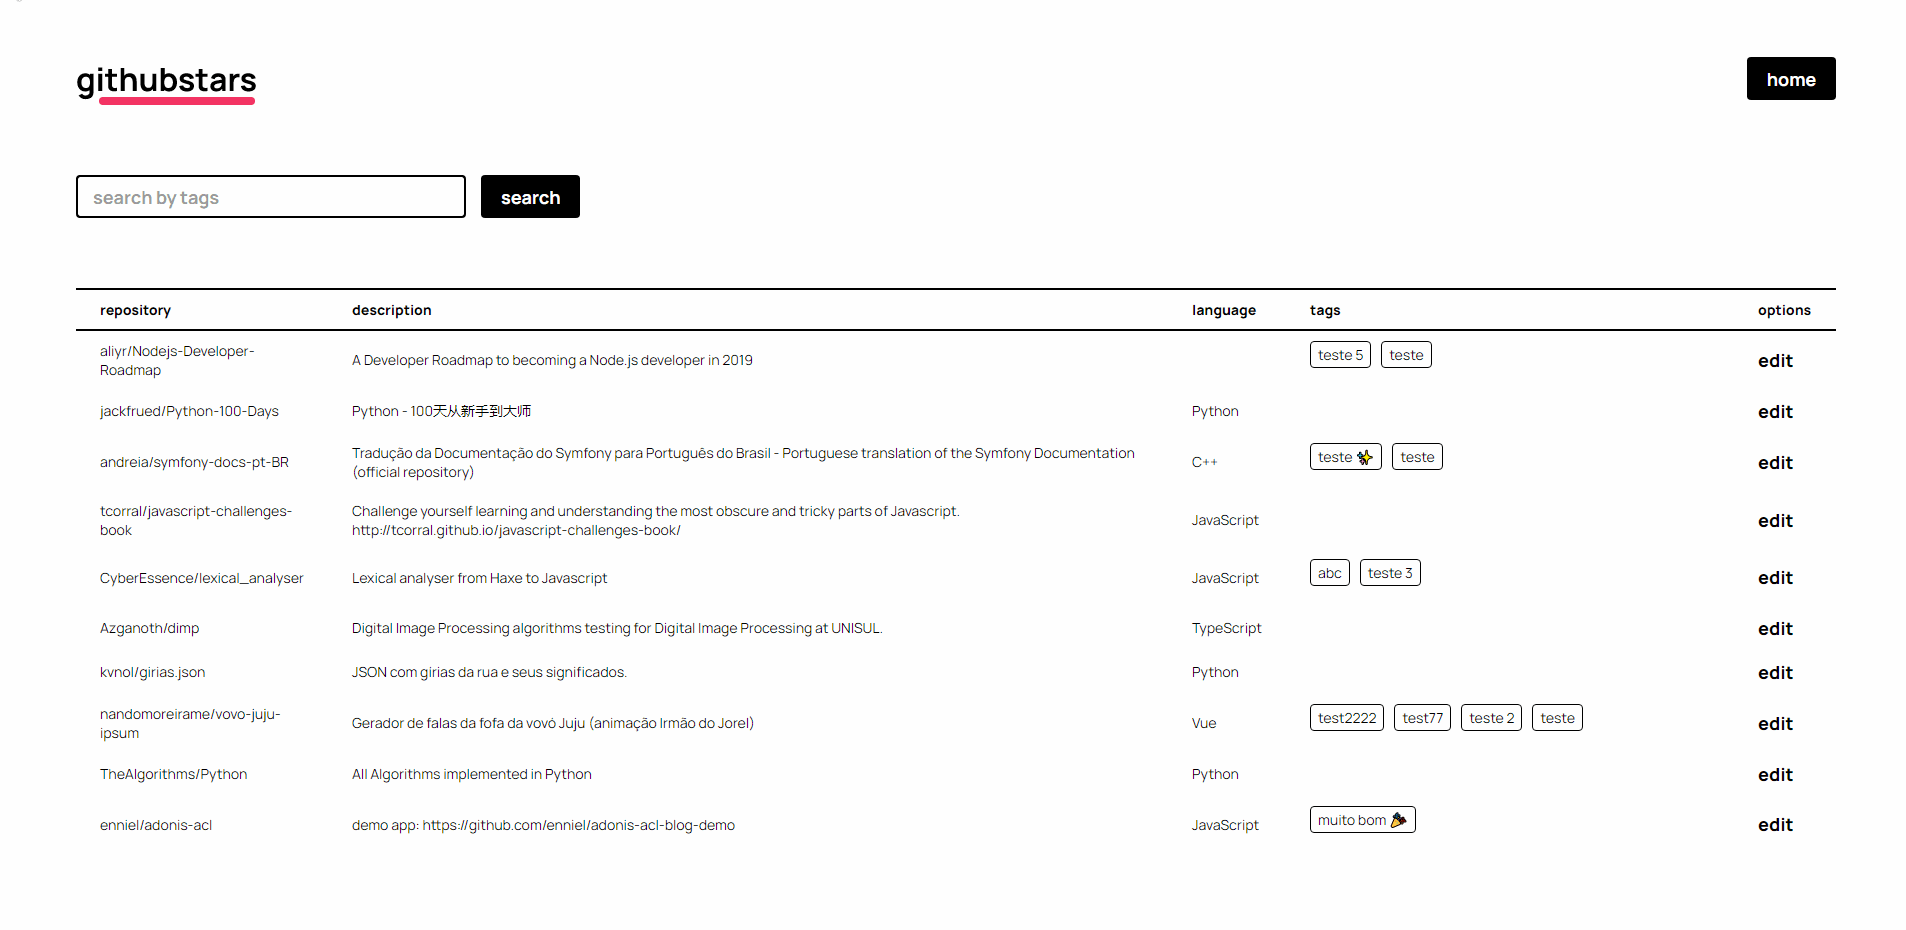 githubstars
home
search by tags
search
repository description language tags options
aliyr/Nodejs-Developer-
Roadmap
A Developer Roadmap to becoming a Node.js developer in 2019
teste 5 teste
edit
jackfrued/Python-100-Days
Python - 100天从新手到大师
Python
edit
andreia/symfony-docs-pt-BR
Tradução da Documentação do Symfony para Português do Brasil - Portuguese translation of the Symfony Documentation
(official repository)
C++
teste ✨ teste
edit
tcorral/javascript-challenges-
book
Challenge yourself learning and understanding the most obscure and tricky parts of Javascript.
http://tcorral.github.io/javascript-challenges-book/
JavaScript
edit
CyberEssence/lexical_analyser
Lexical analyser from Haxe to Javascript
JavaScript
abc teste 3
edit
Azganoth/dimp
Digital Image Processing algorithms testing for Digital Image Processing at UNISUL.
TypeScript
edit
kvnol/girias.json
JSON com gírias da rua e seus significados.
Python
edit
nandomoreirame/vovo-juju-
ipsum
Gerador de falas da fofa da vovó Juju (animação Irmão do Jorel)
Vue
test2222 test77 teste 2 teste
edit
TheAlgorithms/Python
All Algorithms implemented in Python
Python
edit
enniel/adonis-acl
demo app: https://github.com/enniel/adonis-acl-blog-demo
JavaScript
muito bom 🎉
edit